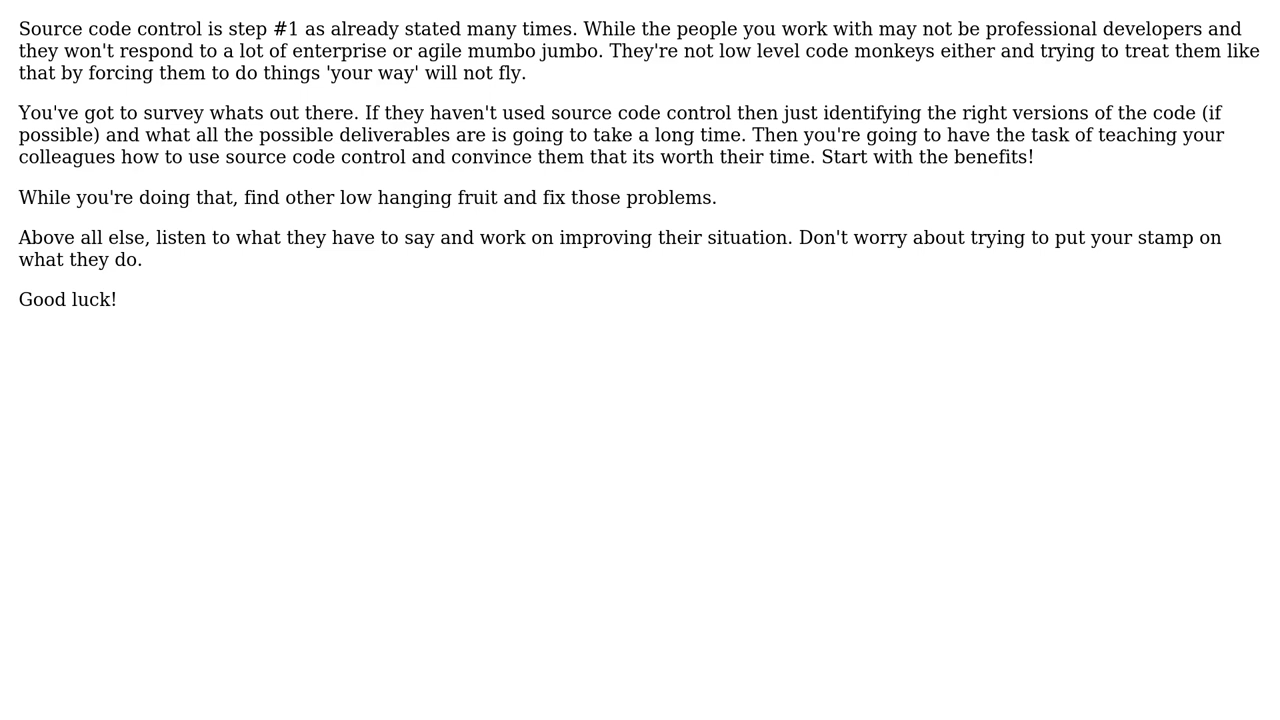 Source code control is step #1 as already stated many times. While the people you work with may not be professional developers and
they won't respond to a lot of enterprise or agile mumbo jumbo. They're not low level code monkeys either and trying to treat them like
that by forcing them to do things 'your way' will not fly.
You've got to survey whats out there. If they haven't used source code control then just identifying the right versions of the code (if
possible) and what all the possible deliverables are is going to take a long time. Then you're going to have the task of teaching your
colleagues how to use source code control and convince them that its worth their time. Start with the benefits!
While you're doing that, find other low hanging fruit and fix those problems.
Above all else, listen to what they have to say and work on improving their situation. Don't worry about trying to put your stamp on
what they do.
Good luck!